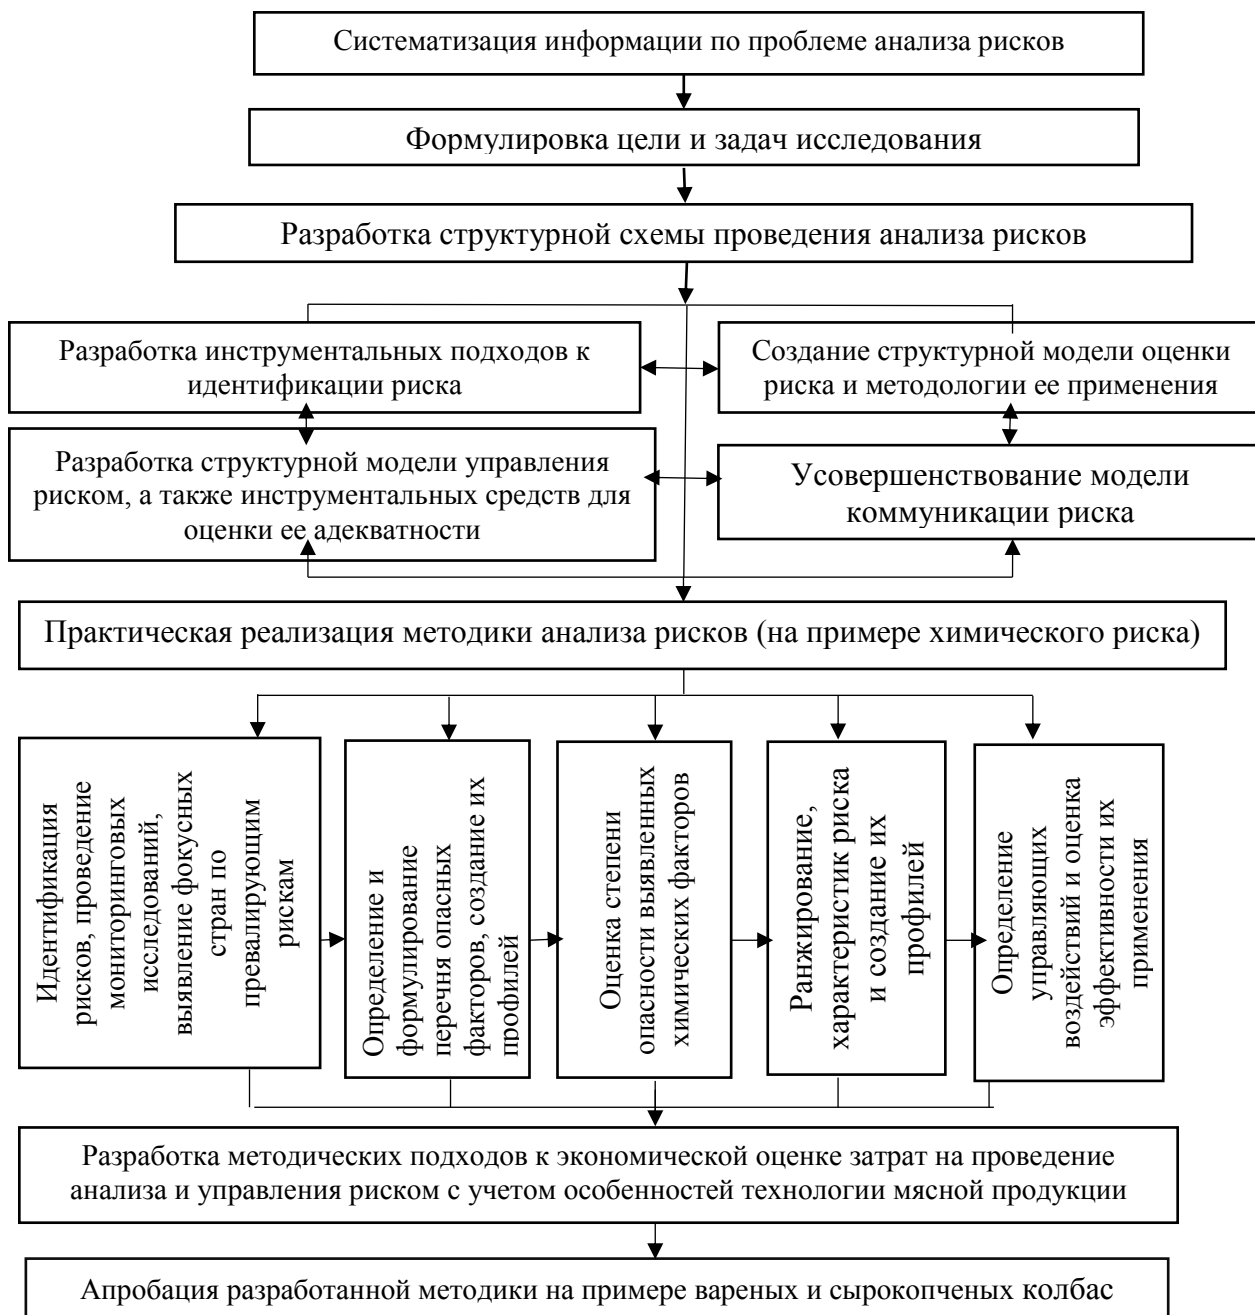 Систематизация информации по проблеме анализа рисков
Формулировка цели и задач исследования
Разработка структурной схемы проведения анализа рисков
Разработка инструментальных подходов к
идентификации риска
Создание структурной модели оценки
риска и методологии ее применения
Разработка структурной модели управления
риском, а также инструментальных средств для
оценки ее адекватности
Усовершенствование модели
коммуникации риска
Практическая реализация методики анализа рисков (на примере химического риска)
Идентификация
рисков, проведение
мониторинговых
исследований,
выявление фокусных
стран по
превалирующим
рискам
Определение и
формулирование
перечня опасных
факторов, создание их
профилей
Оценка степени
опасности выявленных
химических факторов
Ранжирование,
характеристик риска
и создание их
профилей
Определение
управляющих
воздействий и оценка
эффективности их
применения
Разработка методических подходов к экономической оценке затрат на проведение
анализа и управления риском с учетом особенностей технологии мясной продукции
Апробация разработанной методики на примере вареных и сырокопченых колбас